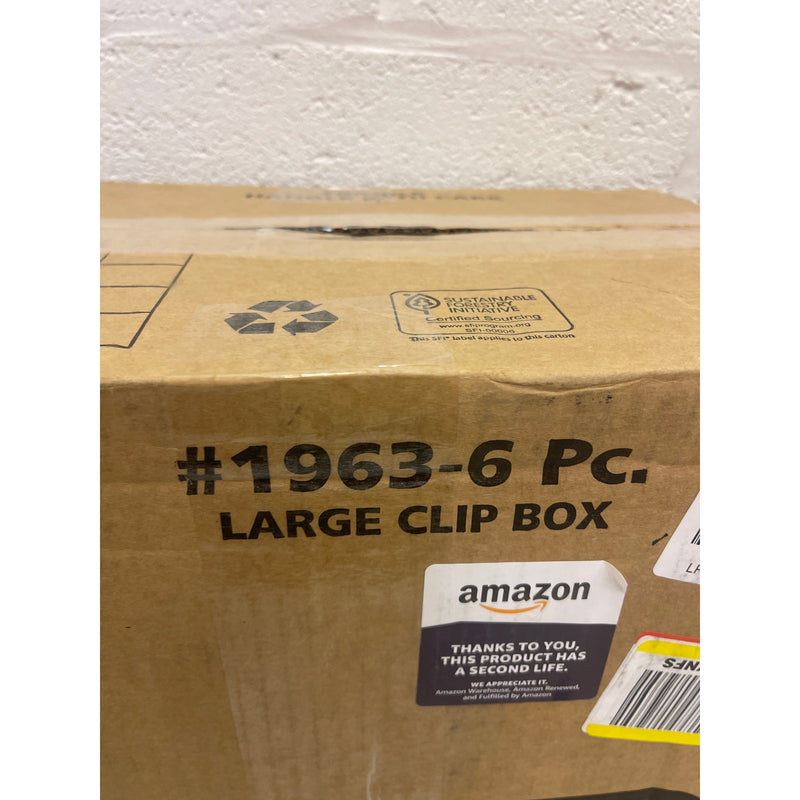 SUSTAINABLE
FORESTRY
INITIATIVE
Certified Sourcing
www.sfiprogram.org
SFI-00008
This SFI® label applies to this carton
#1963-6 Pc.
LARGE CLIP BOX
amazon
THANKS TO YOU,
THIS PRODUCT HAS
A SECOND LIFE.
WE APPRECIATE IT.
Amazon Warehouse, Amazon Renewed,
and Fulfilled by Amazon